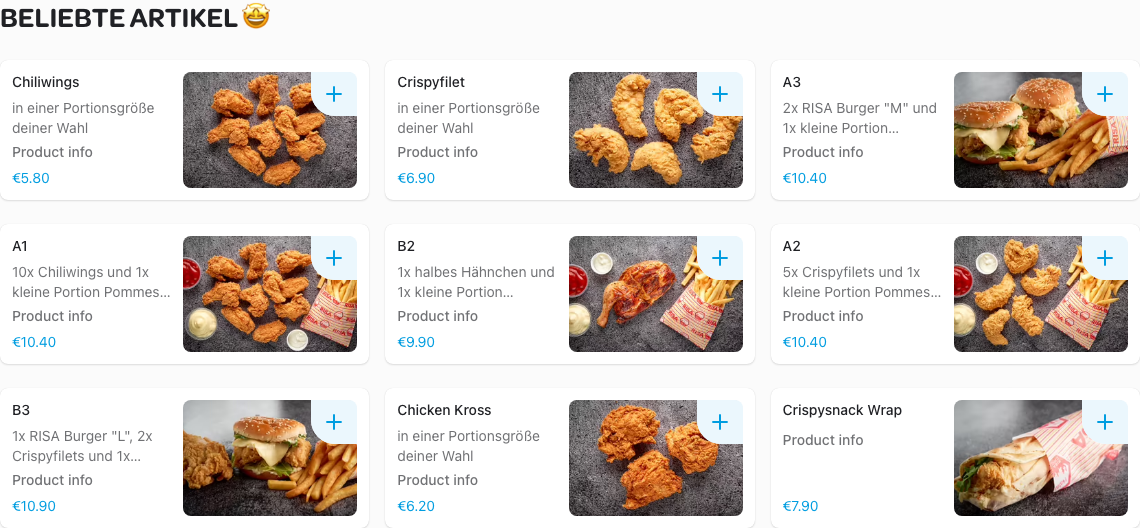 BELIEBTE ARTIKEL 🤩
Chiliwings
in einer Portionsgröße
deiner Wahl
Product info
€5.80
Crispyfilet
in einer Portionsgröße
deiner Wahl
Product info
€6.90
A3
2x RISA Burger "M" und
1x kleine Portion...
Product info
€10.40
RISA
A1
10x Chiliwings und 1x
kleine Portion Pommes...
Product info
€10.40
RISA
B2
1x halbes Hähnchen und
1x kleine Portion...
Product info
€9.90
RISA
A2
5x Crispyfilets und 1x
kleine Portion Pommes...
Product info
€10.40
RISA
B3
1x RISA Burger "L", 2x
Crispyfilets und 1x...
Product info
€10.90
Chicken Kross
in einer Portionsgröße
deiner Wahl
Product info
€6.20
Crispysnack Wrap
Product info
€7.90